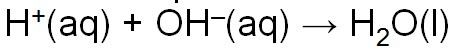 H⁺(aq) + OH⁻(aq) → H₂O(l)